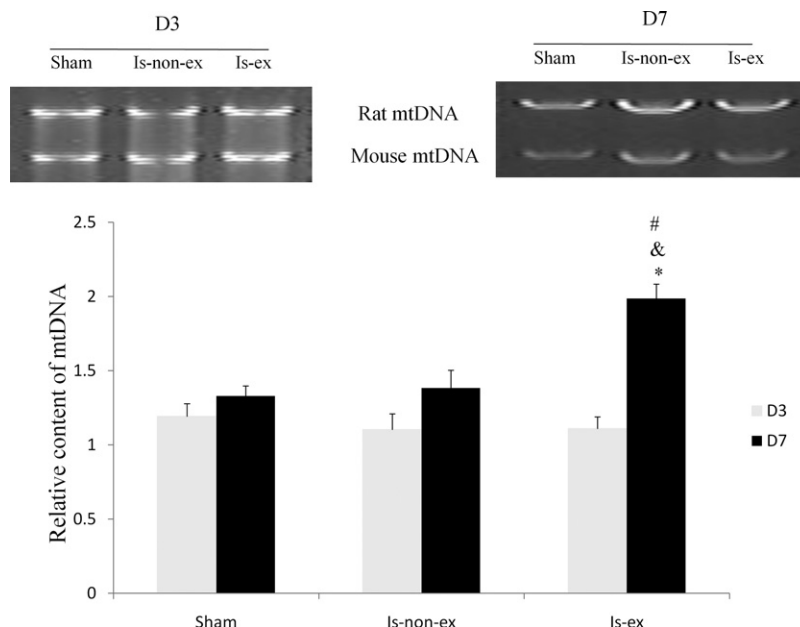 D3
Sham Is-non-ex Is-ex
D7
Sham Is-non-ex Is-ex
Rat mtDNA
Mouse mtDNA
#
&
*
Relative content of mtDNA
2.5
2
1.5
1
0.5
0
Sham Is-non-ex Is-ex
D3
D7